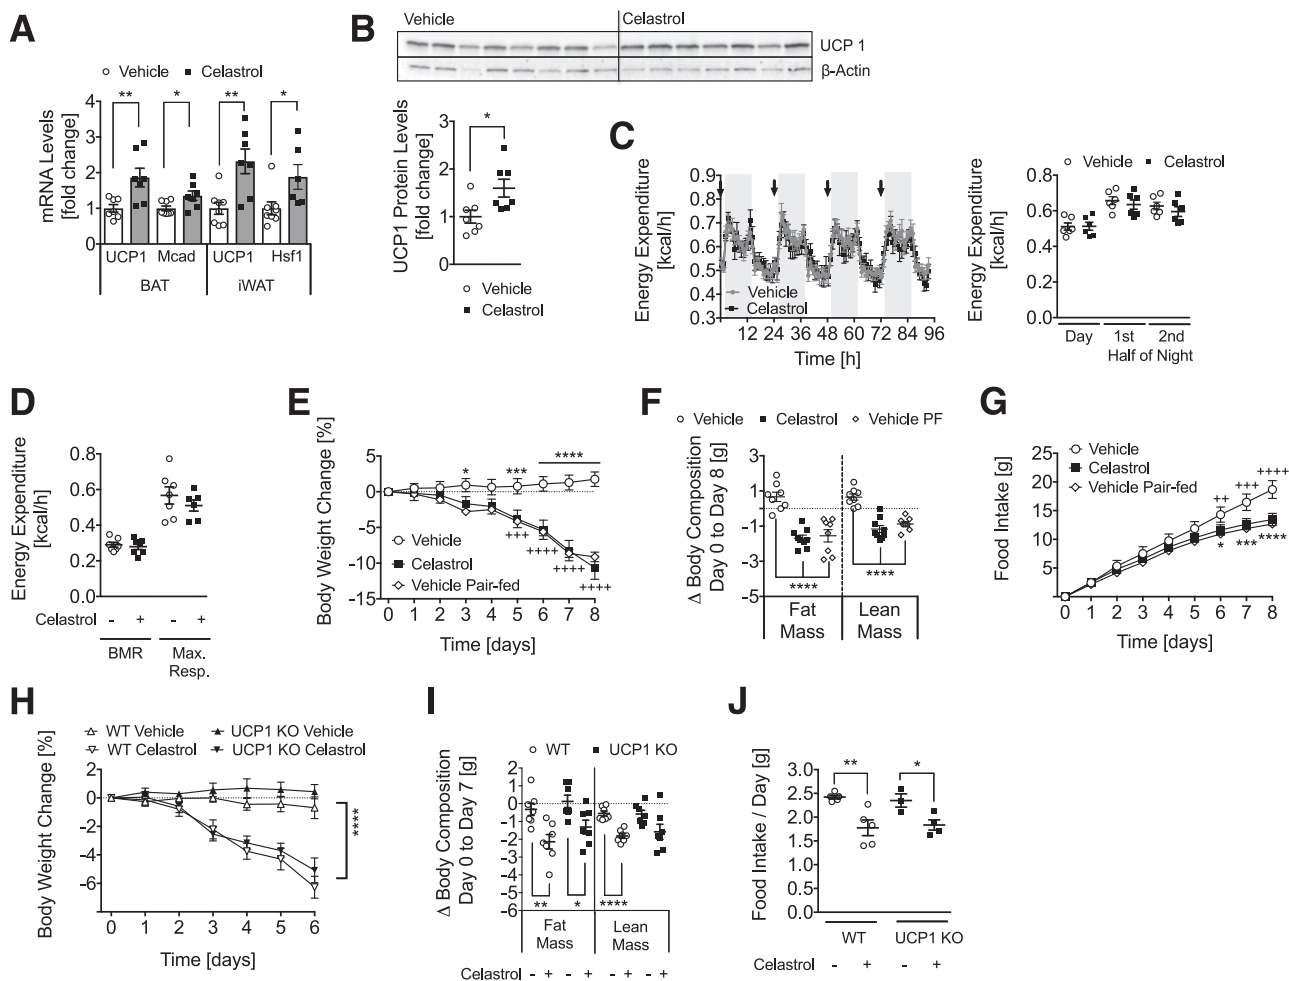 A
Vehicle Celastrol
mRNA Levels
[fold change]
** * ** *
4
3
2
1
0
UCP1 Mcad UCP1 Hsf1
BAT iWAT
B
Vehicle Celastrol
UCP 1
β-Actin
UCP1 Protein Levels
[fold change]
*
3
2
1
0
Vehicle
Celastrol
C
Energy Expenditure
[kcal/h]
0.9
0.8
0.7
0.6
0.5
0.4
0.3
Vehicle
Celastrol
12 24 36 48 60 72 84 96
Time [h]
Vehicle Celastrol
Energy Expenditure
[kcal/h]
0.8
0.6
0.4
0.2
0.0
Day 1st 2nd
Half of Night
D
Energy Expenditure
[kcal/h]
0.8
0.6
0.4
0.2
0.0
Celastrol - + - +
BMR Max.
Resp.
E
Body Weight Change [%]
5
0
-5
-10
-15
* *** ****
+++ ++++ ++++ ++++
Vehicle
Celastrol
Vehicle Pair-fed
0 1 2 3 4 5 6 7 8
Time [days]
F
Vehicle Celastrol Vehicle PF
Δ Body Composition
Day 0 to Day 8 [g]
3
1
-1
-3
-5
**** ****
Fat Lean
Mass Mass
G
Food Intake [g]
25
20
15
10
5
0
Vehicle
Celastrol
Vehicle Pair-fed
++ +++ ++++
* *** ****
0 1 2 3 4 5 6 7 8
Time [days]
H
WT Vehicle UCP1 KO Vehicle
WT Celastrol UCP1 KO Celastrol
Body Weight Change [%]
2
0
-2
-4
-6
****
0 1 2 3 4 5 6
Time [days]
I
WT UCP1 KO
Δ Body Composition
Day 0 to Day 7 [g]
2
1
0
-1
-2
-3
-4
-5
-6
** * ****
Fat Lean
Mass Mass
Celastrol - + - + - + - +
J
Food Intake / Day [g]
3.0
2.5
2.0
1.5
1.0
0.5
0.0
** *
WT UCP1 KO
Celastrol - + - +